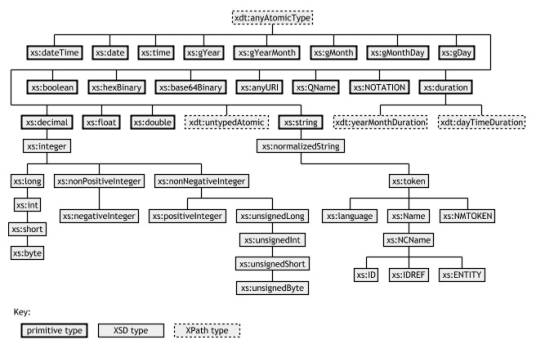 xdt:anyAtomicType
xs:dateTime xs:date xs:time xs:gYear xs:gYearMonth xs:gMonth xs:gMonthDay xs:gDay
xs:boolean xs:hexBinary xs:base64Binary xs:anyURI xs:QName xs:NOTATION xs:duration
xs:decimal xs:float xs:double xdt:untypedAtomic xs:string xdt:yearMonthDuration xdt:dayTimeDuration
xs:integer xs:normalizedString
xs:long xs:nonPositiveInteger xs:nonNegativeInteger xs:token
xs:int xs:negativeInteger xs:positiveInteger xs:unsignedLong xs:language xs:Name xs:NMTOKEN
xs:short xs:unsignedInt xs:NCName
xs:byte xs:unsignedShort xs:ID xs:IDREF xs:ENTITY
xs:unsignedByte
Key:
primitive type XSD type XPath type